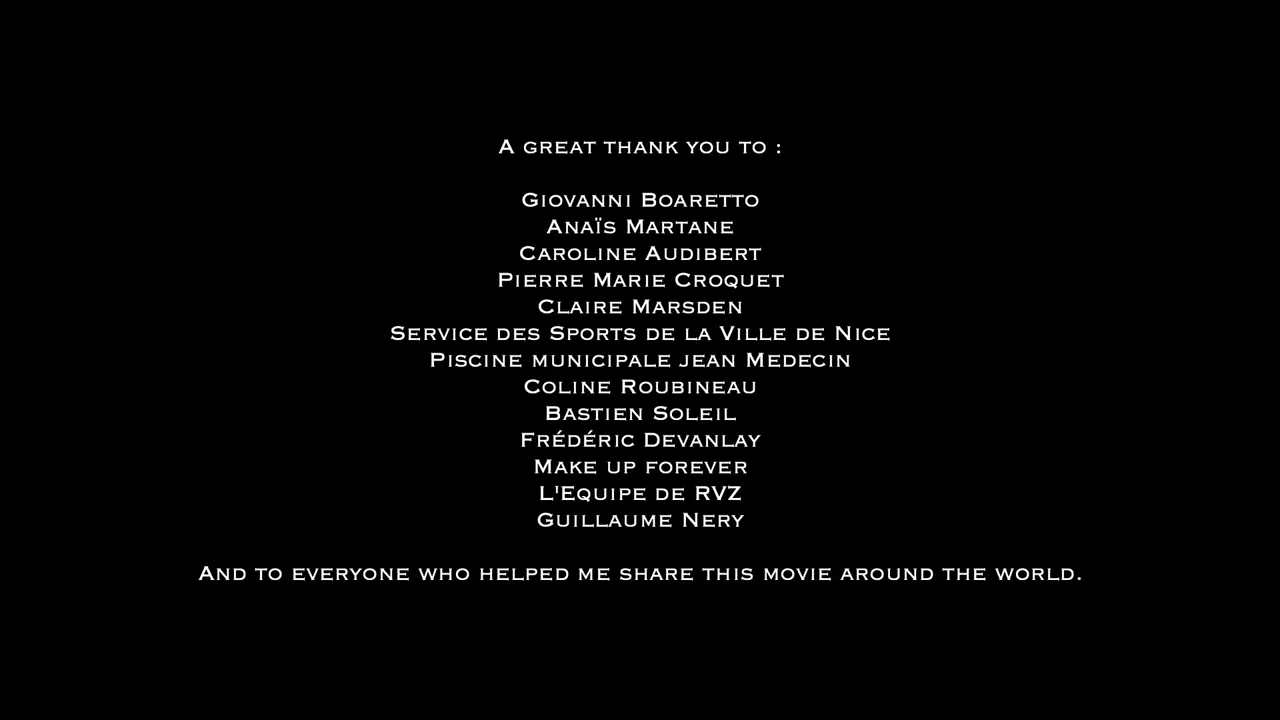 A great thank you to :
Giovanni Boaretto
Anaïs Martane
Caroline Audibert
Pierre Marie Croquet
Claire Marsden
Service des Sports de la Ville de Nice
Piscine municipale jean Medecin
Coline Roubineau
Bastien Soleil
Frédéric Devanlay
Make up forever
L'Equipe de RVZ
Guillaume Nery
And to everyone who helped me share this movie around the world.